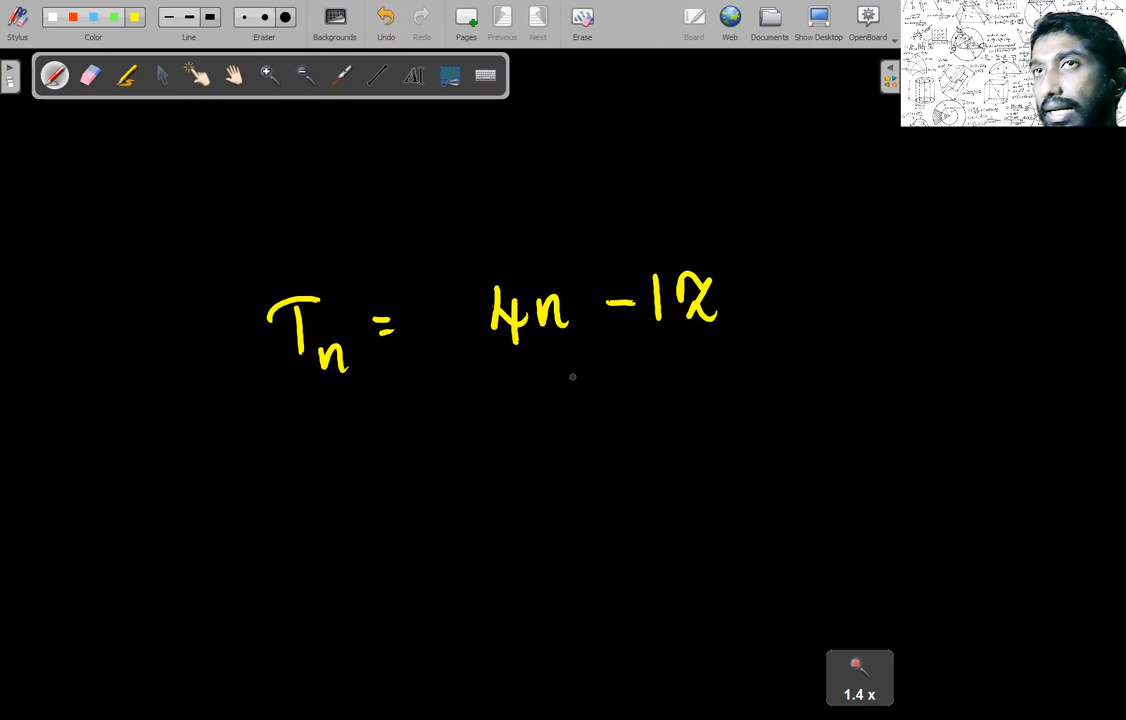 Stylus Color Line Eraser Backgrounds Undo Redo Pages Previous Next Erase Board Web Documents Show Desktop OpenBoard
AI
Tn = 4n - 12
1.4 x